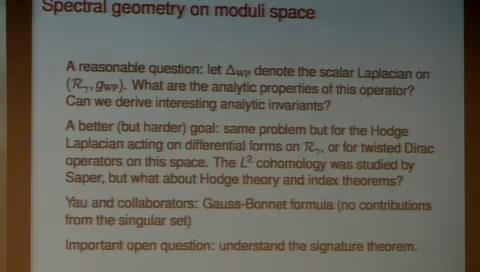 Spectral geometry on moduli space
A reasonable question: let Δ_WP denote the scalar Laplacian on
(ℛ_γ, g_WP). What are the analytic properties of this operator?
Can we derive interesting analytic invariants?
A better (but harder) goal: same problem but for the Hodge
Laplacian acting on differential forms on ℛ_γ, or for twisted Dirac
operators on this space. The L² cohomology was studied by
Saper, but what about Hodge theory and index theorems?
Yau and collaborators: Gauss-Bonnet formula (no contributions
from the singular set)
Important open question: understand the signature theorem.